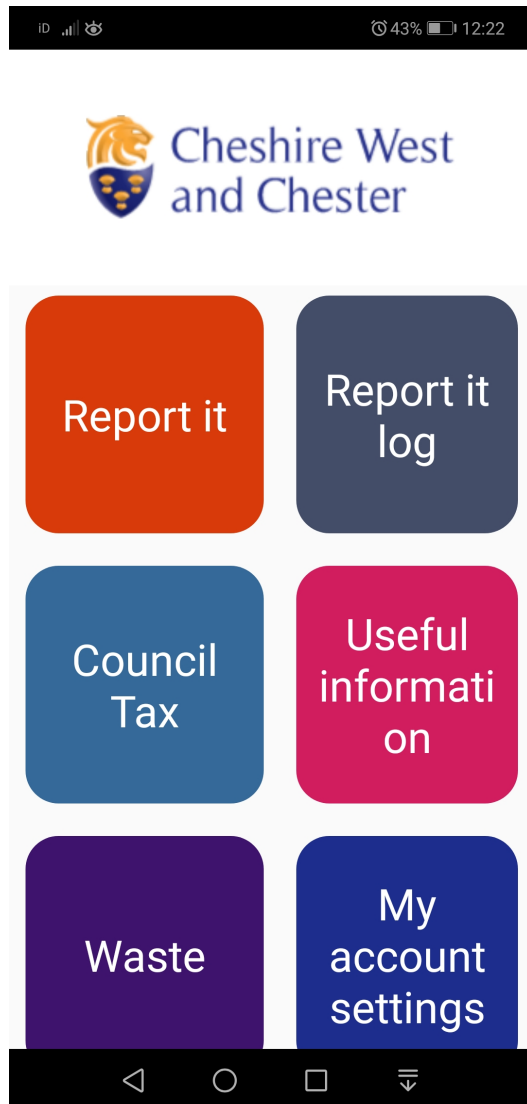 iD 43% 12:22
Cheshire West
and Chester
Report it
Report it
log
Council
Tax
Useful
informati
on
Waste
My
account
settings